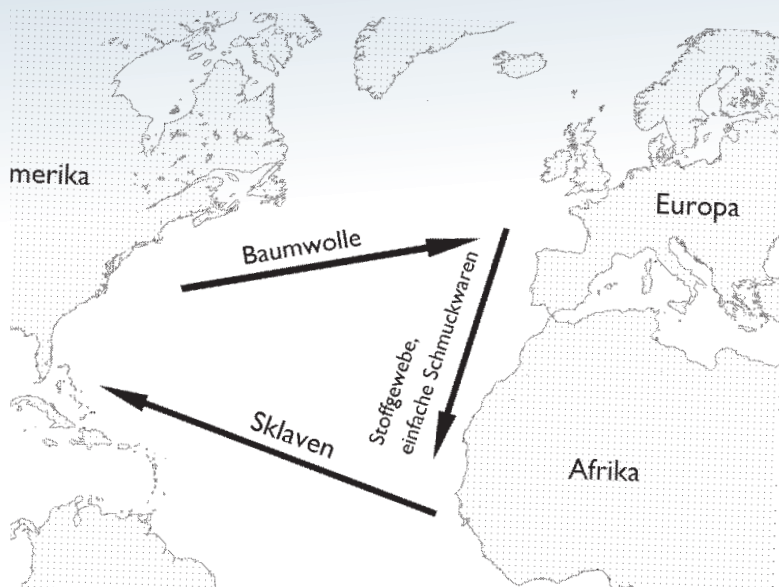 merika
Europa
Baumwolle
Stoffgewebe,
einfache Schmuckwaren
Sklaven
Afrika